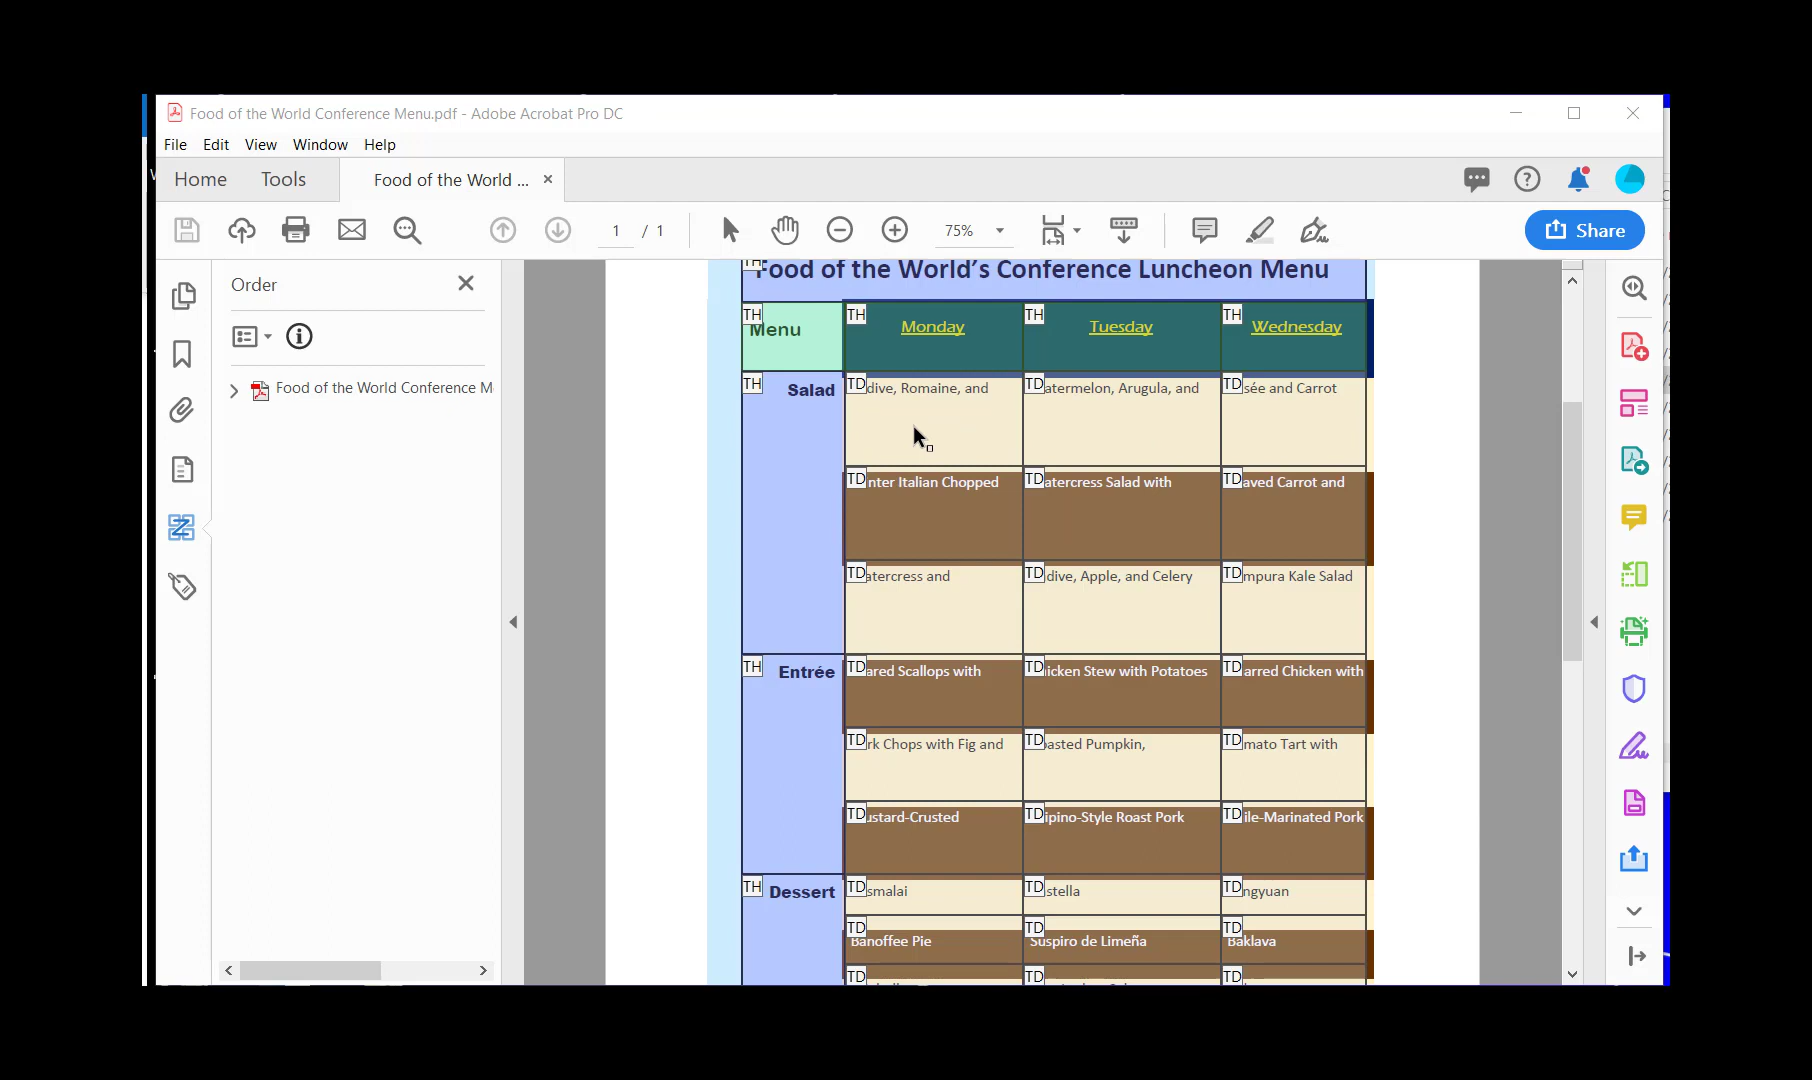 Food of the World Conference Menu.pdf - Adobe Acrobat Pro DC
File Edit View Window Help
Home Tools Food of the World ... ×
1 / 1 75% Share
Order
Food of the World Conference M
TH Food of the World's Conference Luncheon Menu
TH Menu TH Monday TH Tuesday TH Wednesday
TH Salad TD dive, Romaine, and TD atermelon, Arugula, and TD sée and Carrot
TD nter Italian Chopped TD atercress Salad with TD aved Carrot and
TD atercress and TD dive, Apple, and Celery TD mpura Kale Salad
TH Entrée TD ared Scallops with TD icken Stew with Potatoes TD arred Chicken with
TD rk Chops with Fig and TD asted Pumpkin, TD mato Tart with
TD ustard-Crusted TD ipino-Style Roast Pork TD ile-Marinated Pork
TH Dessert TD smalai TD stella TD ngyuan
TD Banoffee Pie TD Suspiro de Limeña TD Baklava
TD TD TD